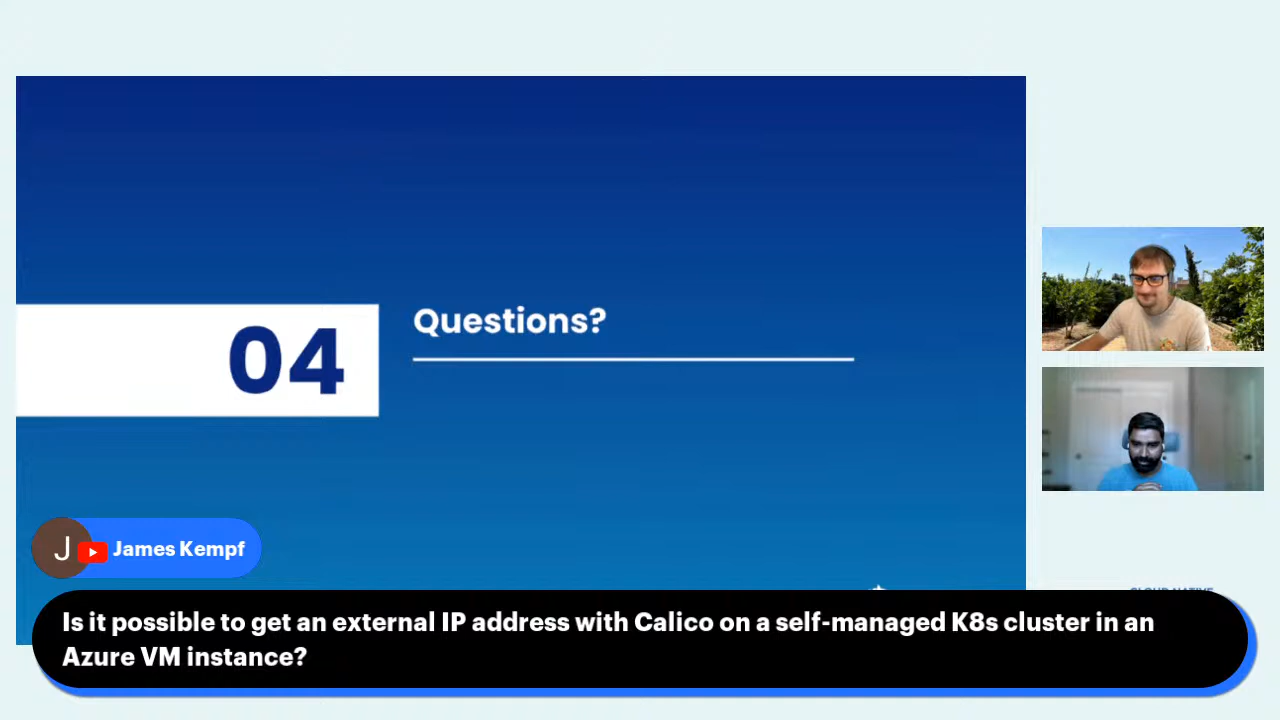 04
Questions?
J
James Kempf
Is it possible to get an external IP address with Calico on a self-managed K8s cluster in an
Azure VM instance?